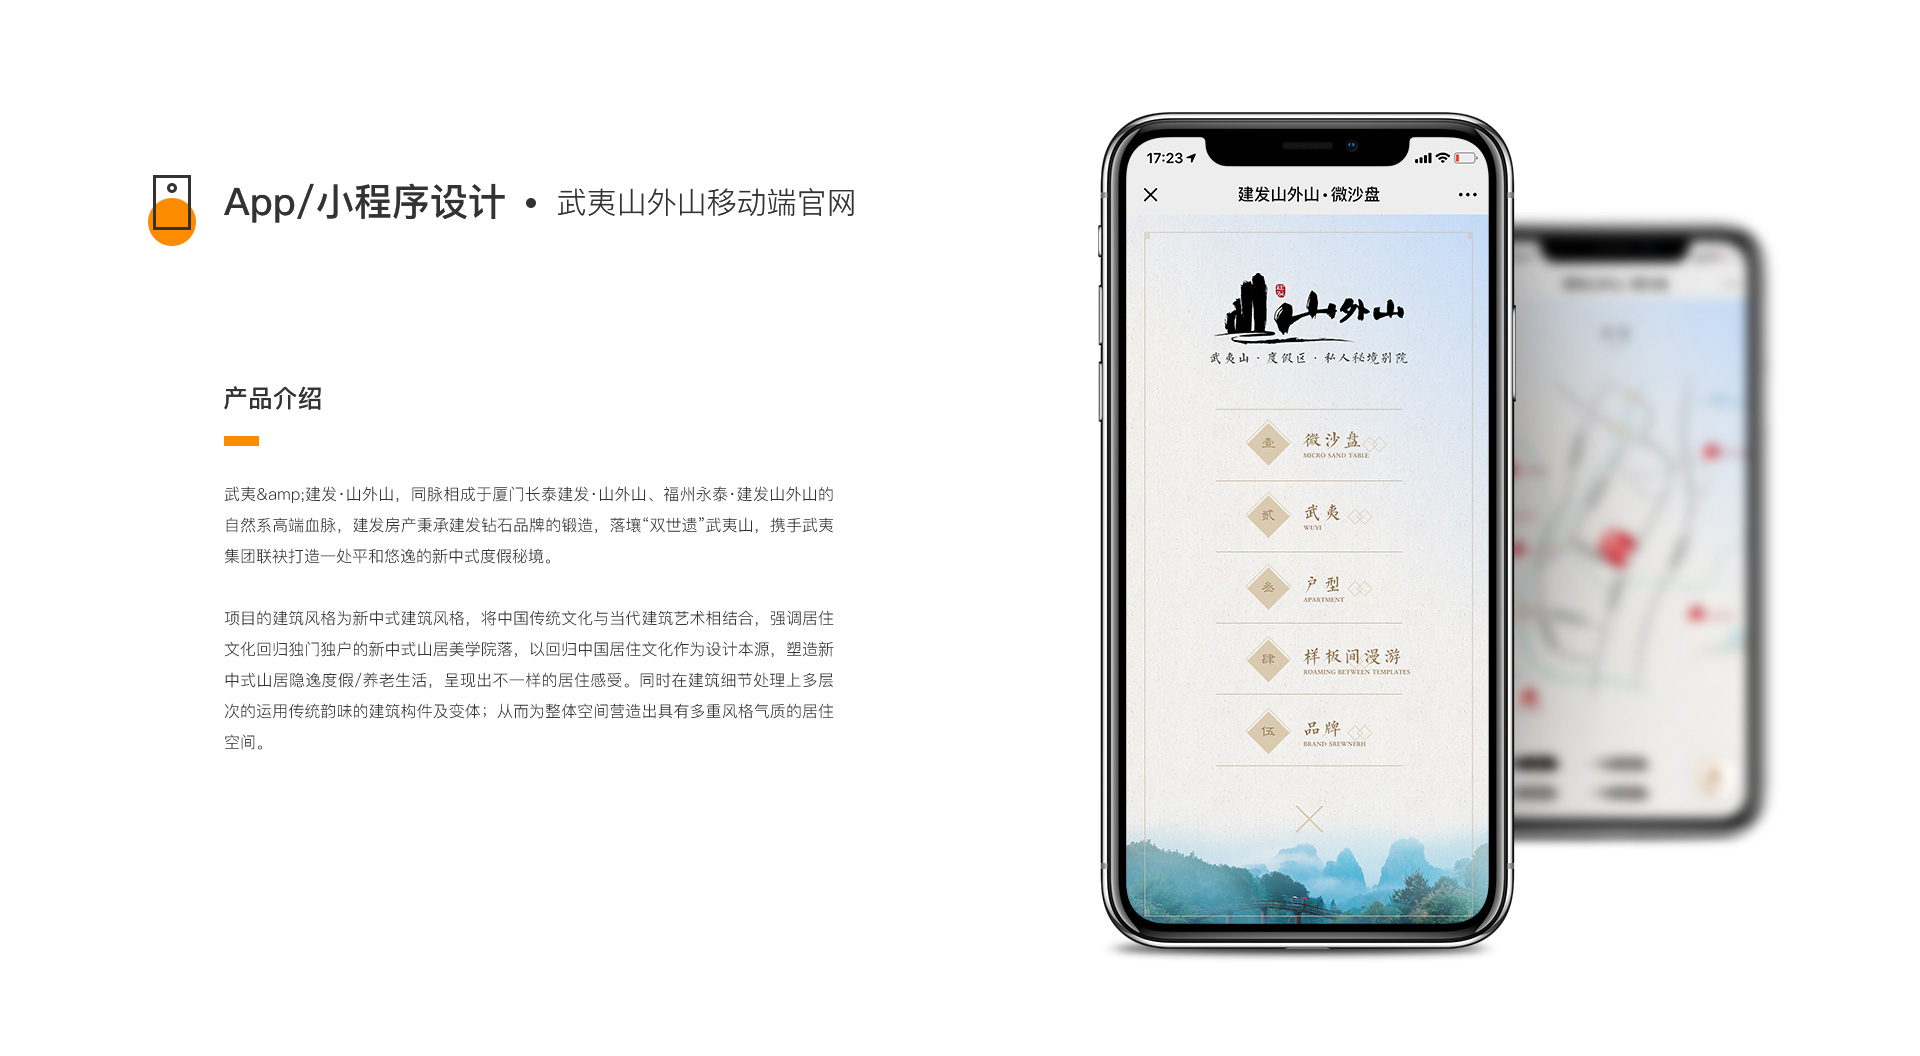 App/小程序设计 • 武夷山外山移动端官网
产品介绍
武夷&amp;建发·山外山，同脉相成于厦门长泰建发·山外山、福州永泰·建发山外山的
自然系高端血脉，建发房产秉承建发钻石品牌的锻造，落壤“双世遗”武夷山，携手武夷
集团联袂打造一处平和悠逸的新中式度假秘境。
项目的建筑风格为新中式建筑风格，将中国传统文化与当代建筑艺术相结合，强调居住
文化回归独门独户的新中式山居美学院落，以回归中国居住文化作为设计本源，塑造新
中式山居隐逸度假/养老生活，呈现出不一样的居住感受。同时在建筑细节处理上多层
次的运用传统韵味的建筑构件及变体；从而为整体空间营造出具有多重风格气质的居住
空间。
17:23
建发山外山·微沙盘
山外山
武夷山·度假区·私人秘境别院
壹 微沙盘
MICRO SAND TABLE
贰 武夷
WUYI
叁 户型
APARTMENT
肆 样板间漫游
ROAMING BETWEEN TEMPLATES
伍 品牌
BRAND SREWNFRH